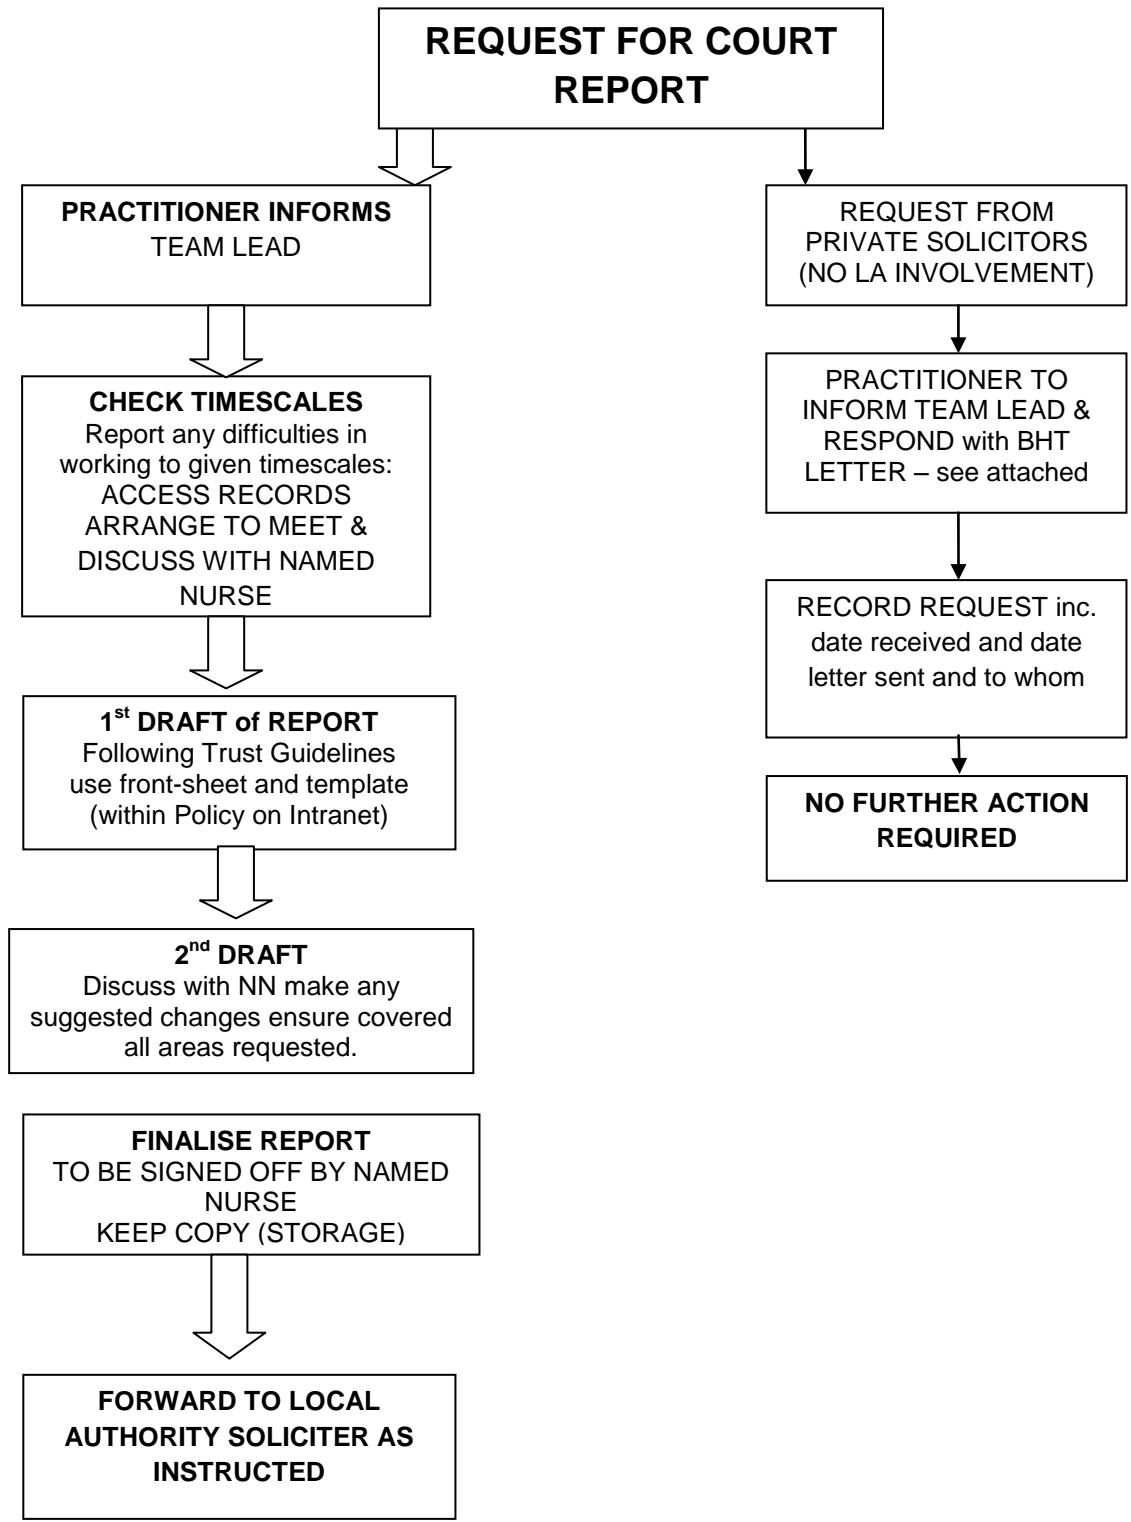 REQUEST FOR COURT
REPORT
PRACTITIONER INFORMS
TEAM LEAD
CHECK TIMESCALES
Report any difficulties in
working to given timescales:
ACCESS RECORDS
ARRANGE TO MEET &
DISCUSS WITH NAMED
NURSE
1st DRAFT of REPORT
Following Trust Guidelines
use front-sheet and template
(within Policy on Intranet)
2nd DRAFT
Discuss with NN make any
suggested changes ensure covered
all areas requested.
FINALISE REPORT
TO BE SIGNED OFF BY NAMED
NURSE
KEEP COPY (STORAGE)
FORWARD TO LOCAL
AUTHORITY SOLICITER AS
INSTRUCTED
REQUEST FROM
PRIVATE SOLICITORS
(NO LA INVOLVEMENT)
PRACTITIONER TO
INFORM TEAM LEAD &
RESPOND with BHT
LETTER – see attached
RECORD REQUEST inc.
date received and date
letter sent and to whom
NO FURTHER ACTION
REQUIRED